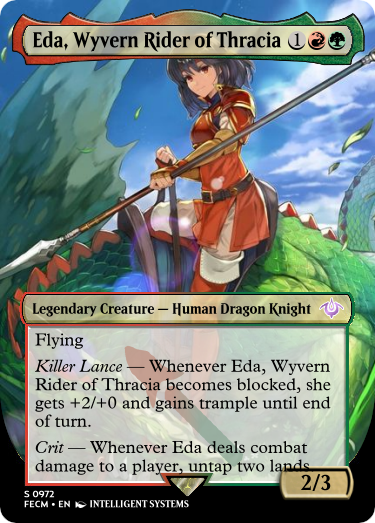 Eda, Wyvern Rider of Thracia 1
Legendary Creature — Human Dragon Knight
Flying
Killer Lance — Whenever Eda, Wyvern
Rider of Thracia becomes blocked, she
gets +2/+0 and gains trample until end
of turn.
Crit — Whenever Eda deals combat
damage to a player, untap two lands.
2/3
S 0972
FECM • EN INTELLIGENT SYSTEMS